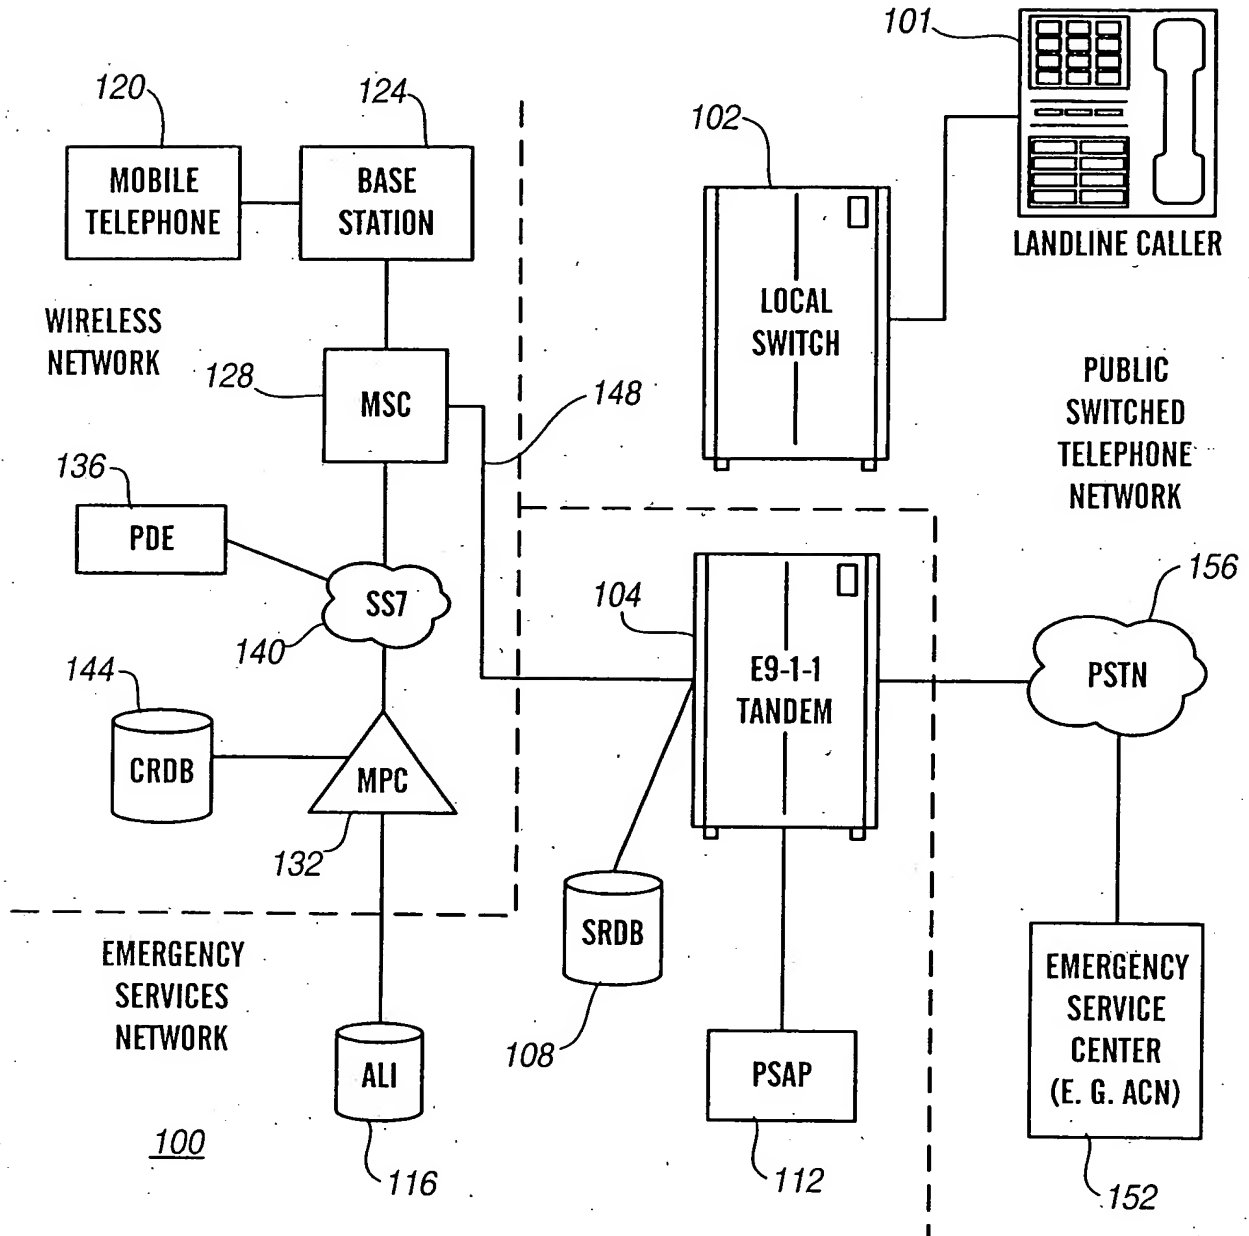 101
120
124
102
MOBILE
TELEPHONE
BASE
STATION
LANDLINE CALLER
LOCAL
SWITCH
WIRELESS
NETWORK
128
MSC
148
PUBLIC
SWITCHED
TELEPHONE
NETWORK
136
PDE
SS7
140
104
156
144
E9-1-1
TANDEM
PSTN
CRDB
MPC
132
SRDB
EMERGENCY
SERVICES
NETWORK
EMERGENCY
SERVICE
CENTER
(E. G. ACN)
108
ALI
PSAP
100
116
112
152